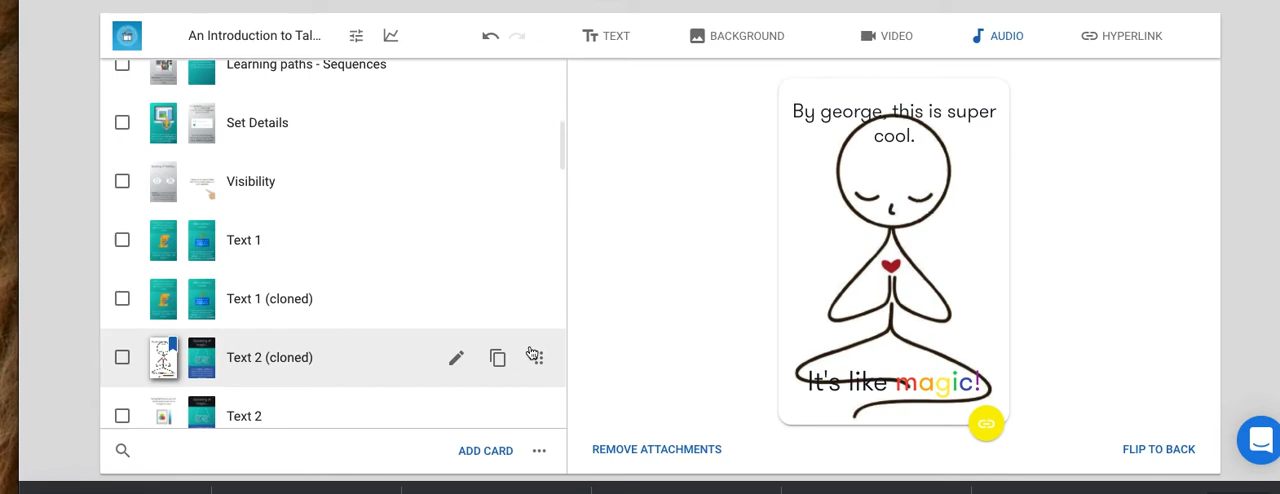 An Introduction to Tal...
TEXT
BACKGROUND
VIDEO
AUDIO
HYPERLINK
Learning paths - Sequences
Set Details
Visibility
Text 1
Text 1 (cloned)
Text 2 (cloned)
Text 2
ADD CARD
By george, this is super
cool.
It's like magic!
REMOVE ATTACHMENTS
FLIP TO BACK